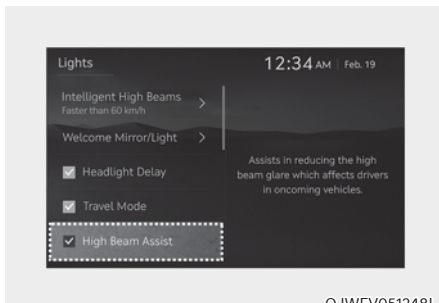 Lights
12:34 AM | Feb. 19
Intelligent High Beams >
Faster than 60 km/h
Welcome Mirror/Light >
Headlight Delay
Travel Mode
High Beam Assist
Assists in reducing the high
beam glare which affects drivers
in oncoming vehicles.